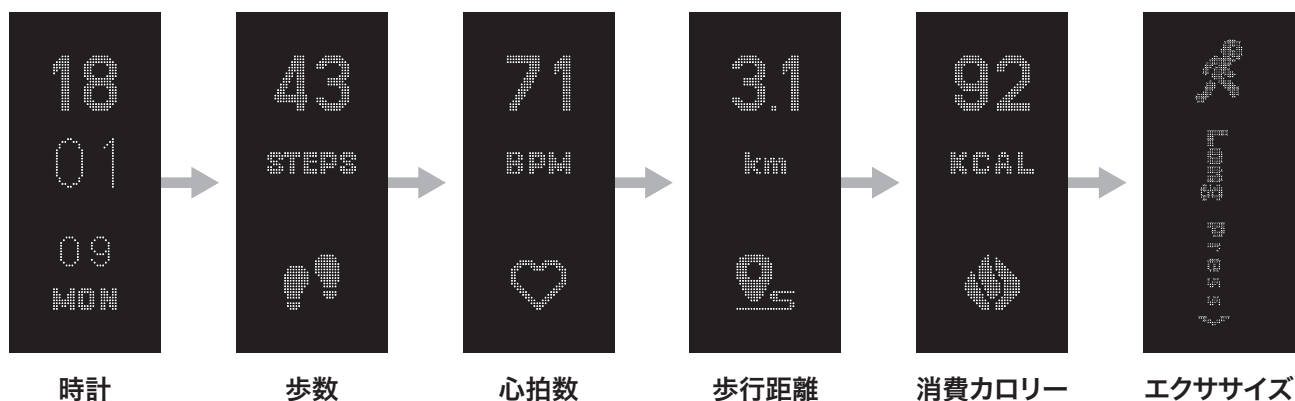 18
01
09
MON
時計
43
STEPS
歩数
71
BPM
心拍数
3.1
km
歩行距離
92
KCAL
消費カロリー
Long Press>
エクササイズ